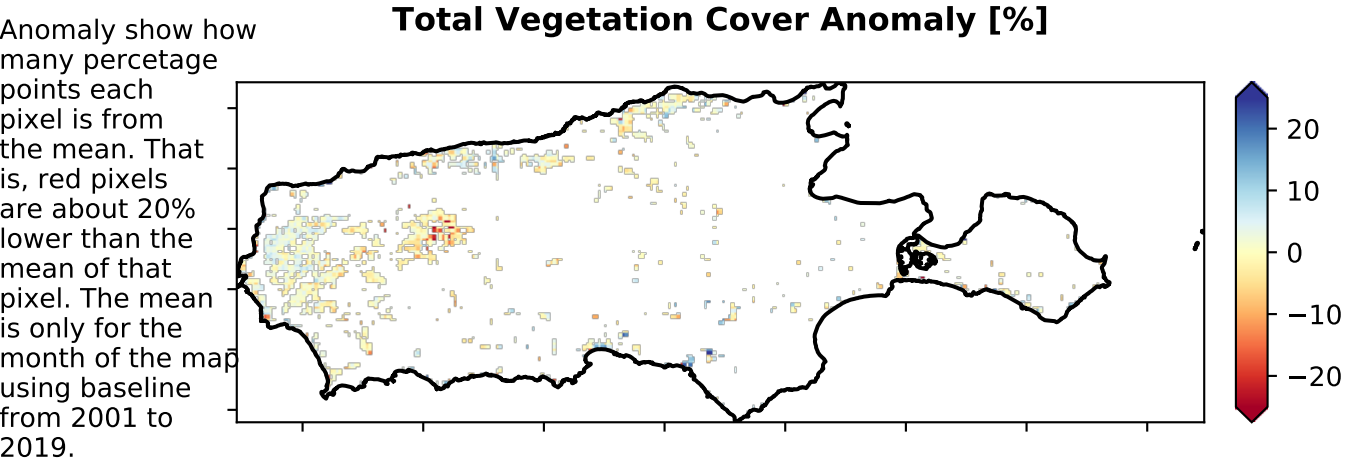 Total Vegetation Cover Anomaly [%]
Anomaly show how
many percetage
points each
pixel is from
the mean. That
is, red pixels
are about 20%
lower than the
mean of that
pixel. The mean
is only for the
month of the map
using baseline
from 2001 to
2019.
20
10
0
−10
−20